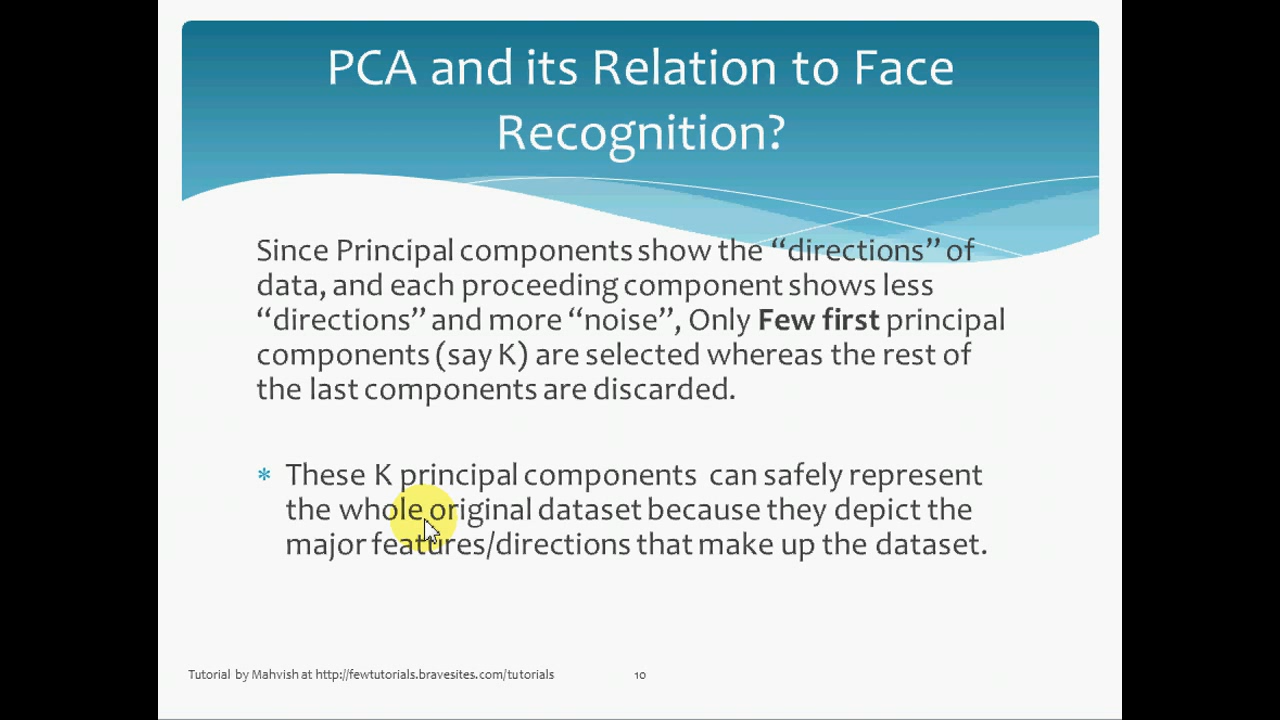 PCA and its Relation to Face
Recognition?
Since Principal components show the “directions” of
data, and each proceeding component shows less
“directions” and more “noise”, Only Few first principal
components (say K) are selected whereas the rest of
the last components are discarded.
* These K principal components can safely represent
the whole original dataset because they depict the
major features/directions that make up the dataset.
Tutorial by Mahvish at http://fewtutorials.bravesites.com/tutorials 10